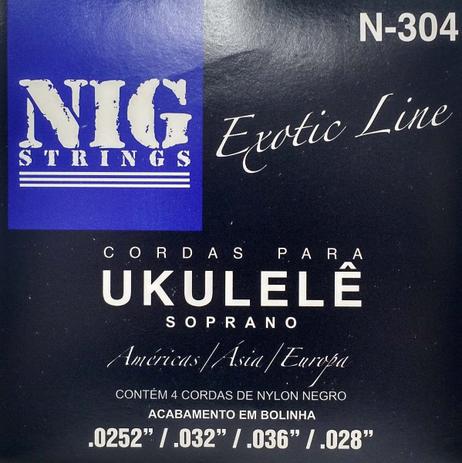 N-304
NIG
STRINGS
Exotic Line
CORDAS PARA
UKULELÊ
SOPRANO
Américas/Ásia/Europa
CONTÉM 4 CORDAS DE NYLON NEGRO
ACABAMENTO EM BOLINHA
.0252” / .032” / .036” / .028”